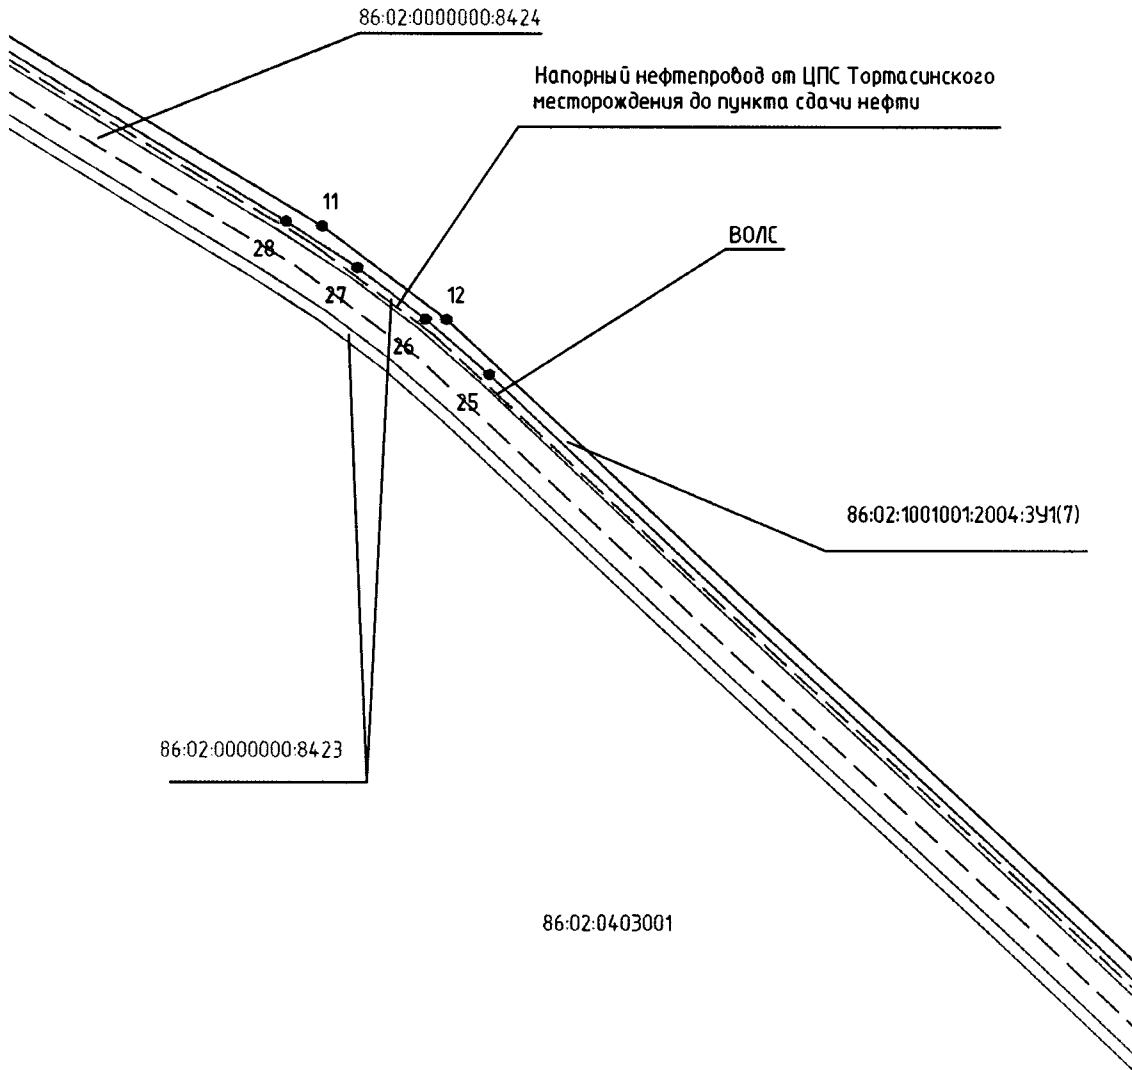 86:02:0000000:8424
Напорный нефтепровод от ЦПС Тортасинского
месторождения до пункта сдачи нефти
11
ВОЛС
28
27
12
26
25
86:02:1001001:2004:ЗУ1(7)
86:02:0000000:8423
86:02:0403001